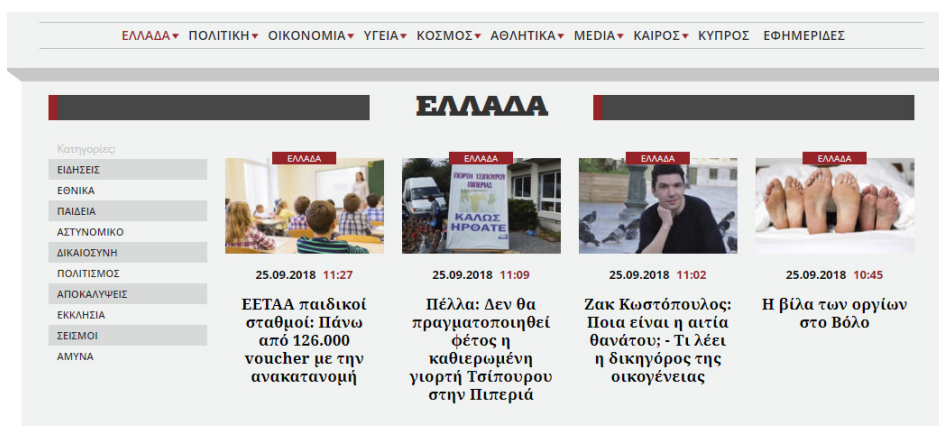 ΕΛΛΑΔΑ ΠΟΛΙΤΙΚΗ ΟΙΚΟΝΟΜΙΑ ΥΓΕΙΑ ΚΟΣΜΟΣ ΑΘΛΗΤΙΚΑ MEDIA ΚΑΙΡΟΣ ΚΥΠΡΟΣ ΕΦΗΜΕΡΙΔΕΣ
ΕΛΛΑΔΑ
Κατηγορίες:
ΕΙΔΗΣΕΙΣ
ΕΘΝΙΚΑ
ΠΑΙΔΕΙΑ
ΑΣΤΥΝΟΜΙΚΟ
ΔΙΚΑΙΟΣΥΝΗ
ΠΟΛΙΤΙΣΜΟΣ
ΑΠΟΚΑΛΥΨΕΙΣ
ΕΚΚΛΗΣΙΑ
ΣΕΙΣΜΟΙ
ΑΜΥΝΑ
ΕΛΛΑΔΑ
25.09.2018 11:27
ΕΕΤΑΑ παιδικοί
σταθμοί: Πάνω
από 126.000
voucher με την
ανακατανομή
ΕΛΛΑΔΑ
ΓΙΟΡΤΗ ΤΣΙΠΟΥΡΟΥ
ΠΙΠΕΡΙΑΣ
ΚΑΛΩΣ
ΗΡΘΑΤΕ
25.09.2018 11:09
Πέλλα: Δεν θα
πραγματοποιηθεί
φέτος η
καθιερωμένη
γιορτή Τσίπουρου
στην Πιπεριά
ΕΛΛΑΔΑ
25.09.2018 11:02
Ζακ Κωστόπουλος:
Ποια είναι η αιτία
θανάτου; - Τι λέει
η δικηγόρος της
οικογένειας
ΕΛΛΑΔΑ
25.09.2018 10:45
Η βίλα των οργίων
στο Βόλο